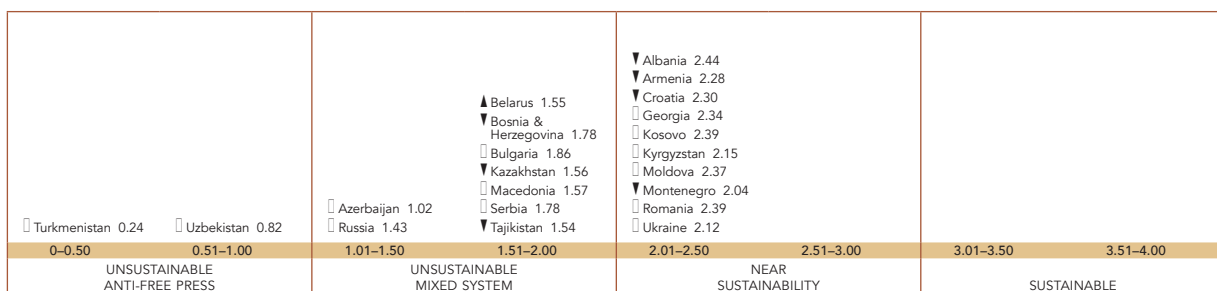 ▼ Albania 2.44
▼ Armenia 2.28
▼ Croatia 2.30
Georgia 2.34
Kosovo 2.39
Kyrgyzstan 2.15
Moldova 2.37
▼ Montenegro 2.04
Romania 2.39
Ukraine 2.12
▲ Belarus 1.55
▼ Bosnia &
Herzegovina 1.78
Bulgaria 1.86
▼ Kazakhstan 1.56
Macedonia 1.57
Serbia 1.78
▼ Tajikistan 1.54
Azerbaijan 1.02
Russia 1.43
Turkmenistan 0.24
Uzbekistan 0.82
0–0.50 0.51–1.00 1.01–1.50 1.51–2.00 2.01–2.50 2.51–3.00 3.01–3.50 3.51–4.00
UNSUSTAINABLE
ANTI-FREE PRESS
UNSUSTAINABLE
MIXED SYSTEM
NEAR
SUSTAINABILITY
SUSTAINABLE